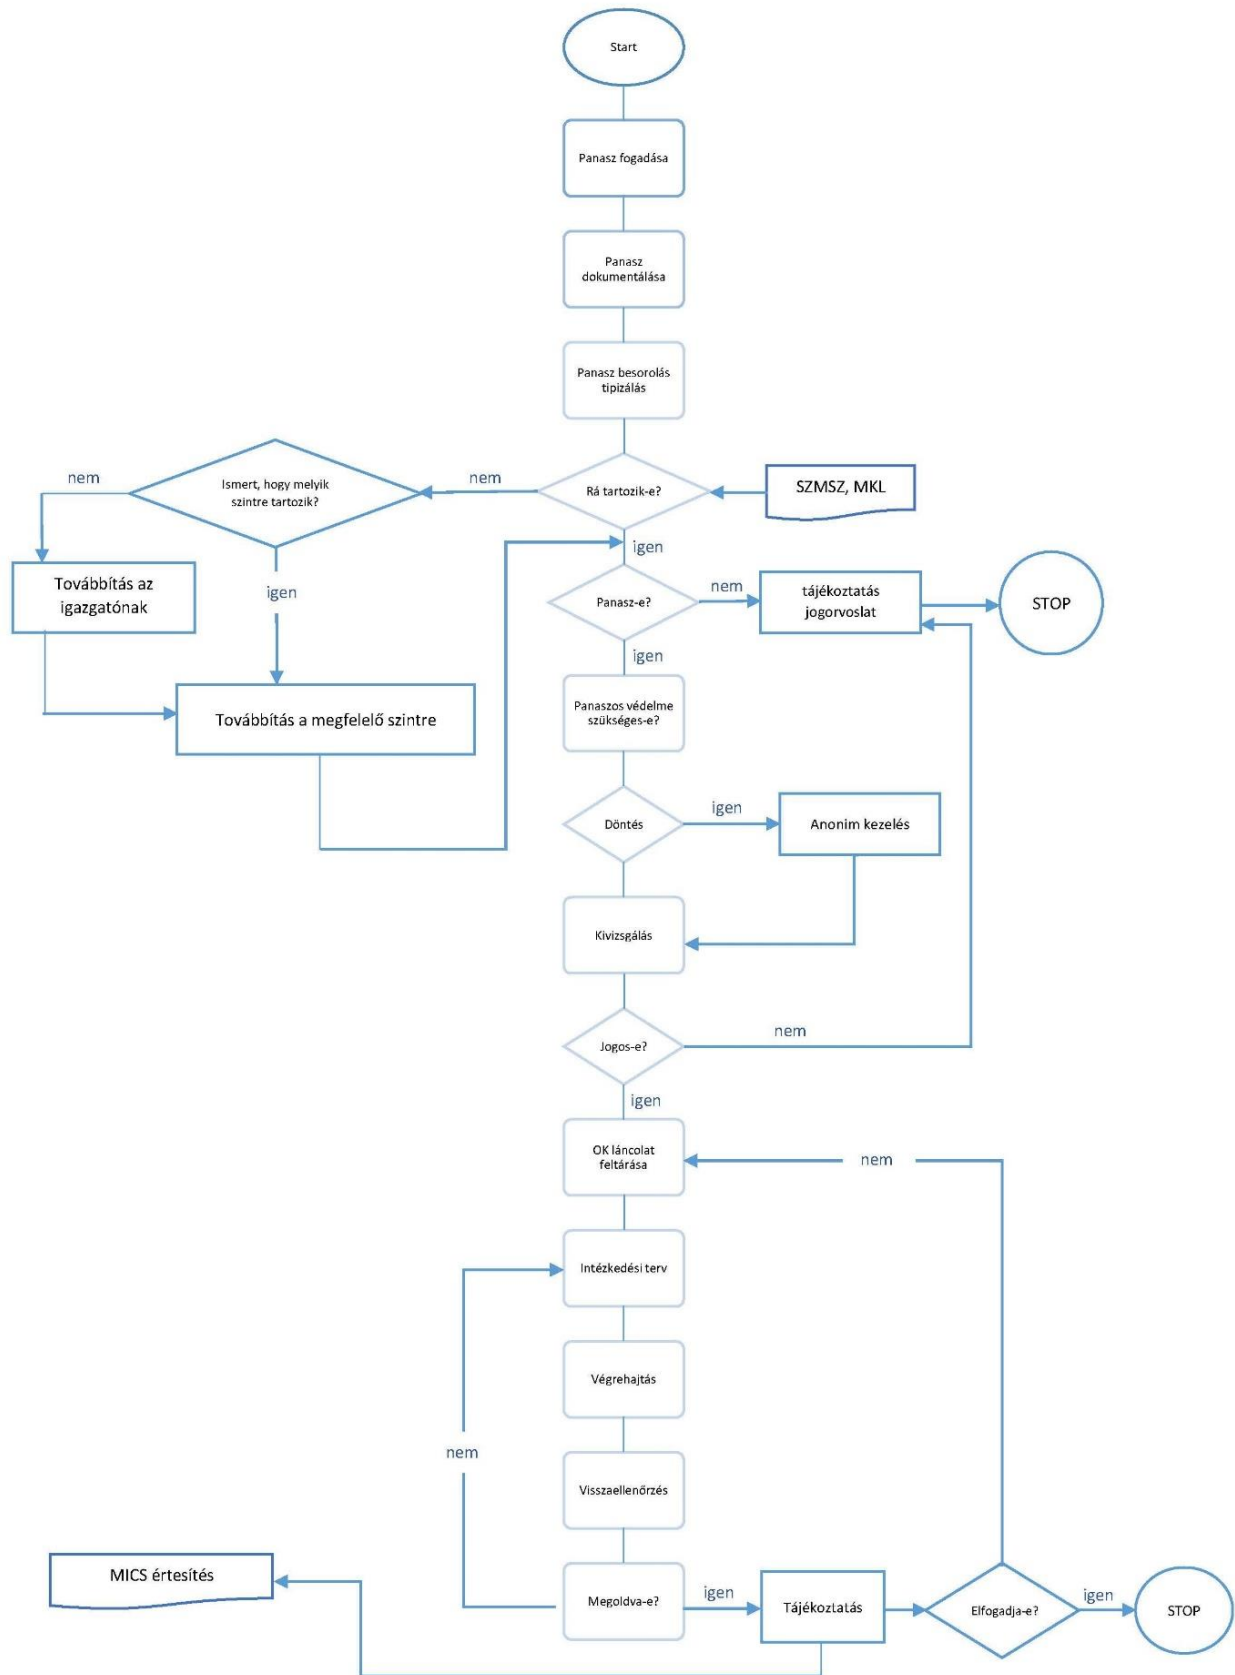 Start
Panasz fogadása
Panasz
dokumentálása
Panasz besorolás
tipizálás
nem
Ismert, hogy melyik
szintre tartozik?
nem
Rá tartozik-e?
SZMSZ, MKL
igen
Továbbítás az
igazgatónak
igen
Panasz-e?
nem
tájékoztatás
jogorvoslat
STOP
igen
Továbbítás a megfelelő szintre
Panaszos védelme
szükséges-e?
Döntés
igen
Anonim kezelés
Kivizsgálás
Jogos-e?
nem
igen
OK láncolat
feltárása
nem
Intézkedési terv
Végrehajtás
nem
Visszaellenőrzés
MICS értesítés
Megoldva-e?
igen
Tájékoztatás
Elfogadja-e?
igen
STOP